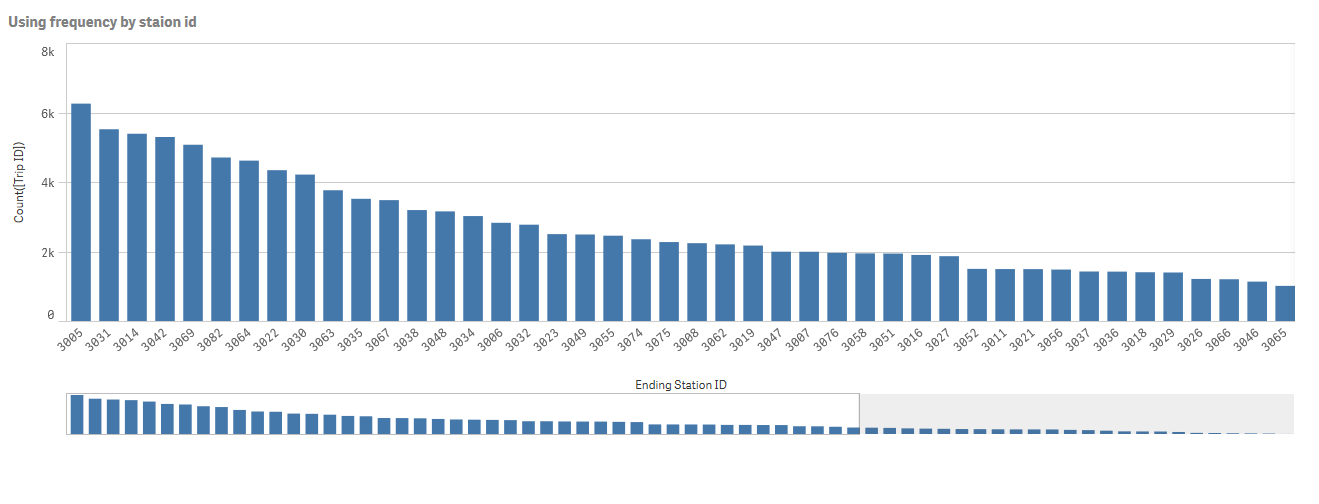 Using frequency by staion id
8k
6k
4k
2k
0
Count([Trip ID])
3005 3031 3014 3042 3069 3082 3064 3022 3030 3063 3035 3067 3038 3048 3034 3006 3032 3023 3049 3055 3074 3075 3008 3062 3019 3047 3007 3076 3058 3051 3016 3027 3052 3011 3021 3056 3037 3036 3018 3029 3026 3066 3046 3065
Ending Station ID